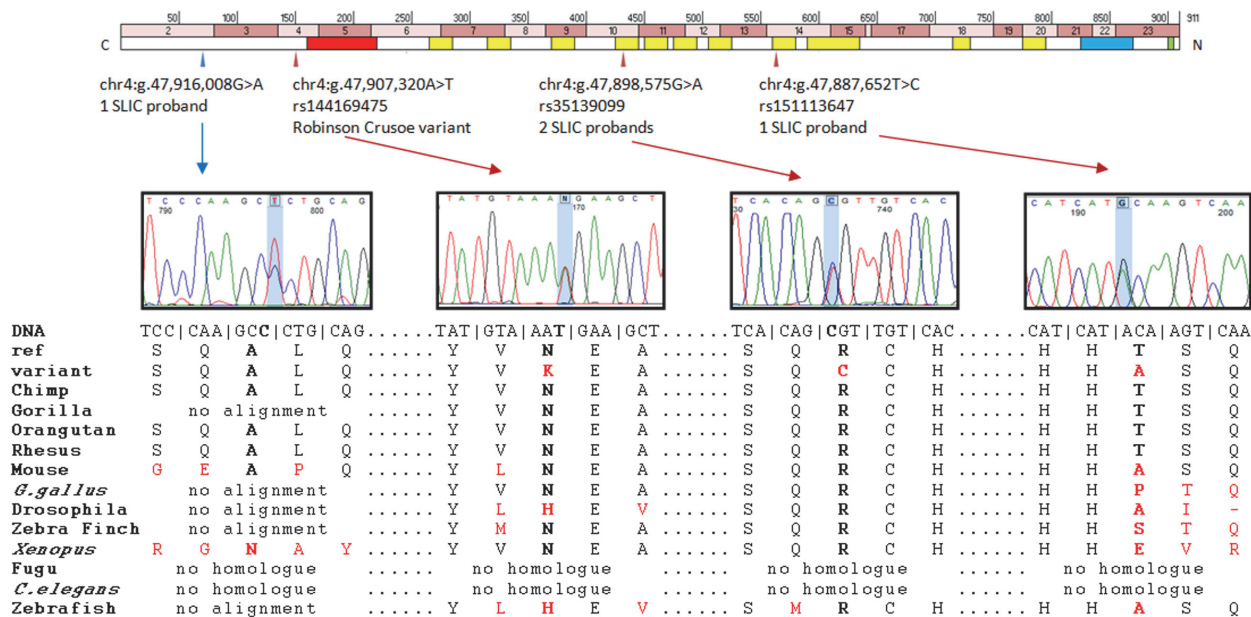 50 100 150 200 250 300 350 400 450 500 550 600 650 700 750 800 850 900 911
2 3 4 5 6 7 8 9 10 11 12 13 14 15 17 18 19 20 21 22 23
C N
chr4:g.47,916,008G>A
1 SLIC proband
chr4:g.47,907,320A>T
rs144169475
Robinson Crusoe variant
chr4:g.47,898,575G>A
rs35139099
2 SLIC probands
chr4:g.47,887,652T>C
rs151113647
1 SLIC proband
T C C C A A G C T C T G C A G
790 800
T A T G T A A A N G A A G C T
170
T C A C A G C G T T G T C A C
30 740
C A T C A T G C A A G T C A A
190 200
DNA TCC|CAA|GCC|CTG|CAG......TAT|GTA|AAT|GAA|GCT......TCA|CAG|CGT|TGT|CAC......CAT|CAT|ACA|AGT|CAA
ref S Q A L Q ...... Y V N E A ...... S Q R C H ...... H H T S Q
variant S Q A L Q ...... Y V K E A ...... S Q C C H ...... H H A S Q
Chimp S Q A L Q ...... Y V N E A ...... S Q R C H ...... H H T S Q
Gorilla no alignment ...... Y V N E A ...... S Q R C H ...... H H T S Q
Orangutan S Q A L Q ...... Y V N E A ...... S Q R C H ...... H H T S Q
Rhesus S Q A L Q ...... Y V N E A ...... S Q R C H ...... H H T S Q
Mouse G E A P Q ...... Y L N E A ...... S Q R C H ...... H H A S Q
G.gallus no alignment ...... Y V N E A ...... S Q R C H ...... H H P T Q
Drosophila no alignment ...... Y L H E V ...... S Q R C H ...... H H A I -
Zebra Finch no alignment ...... Y M N E A ...... S Q R C H ...... H H S T Q
Xenopus R G N A Y ...... Y V N E A ...... S Q R C H ...... H H E V R
Fugu no homologue ...... no homologue ...... no homologue ...... no homologue
C.elegans no homologue ...... no homologue ...... no homologue ...... no homologue
Zebrafish no alignment ...... Y L H E V ...... S M R C H ...... H H A S Q